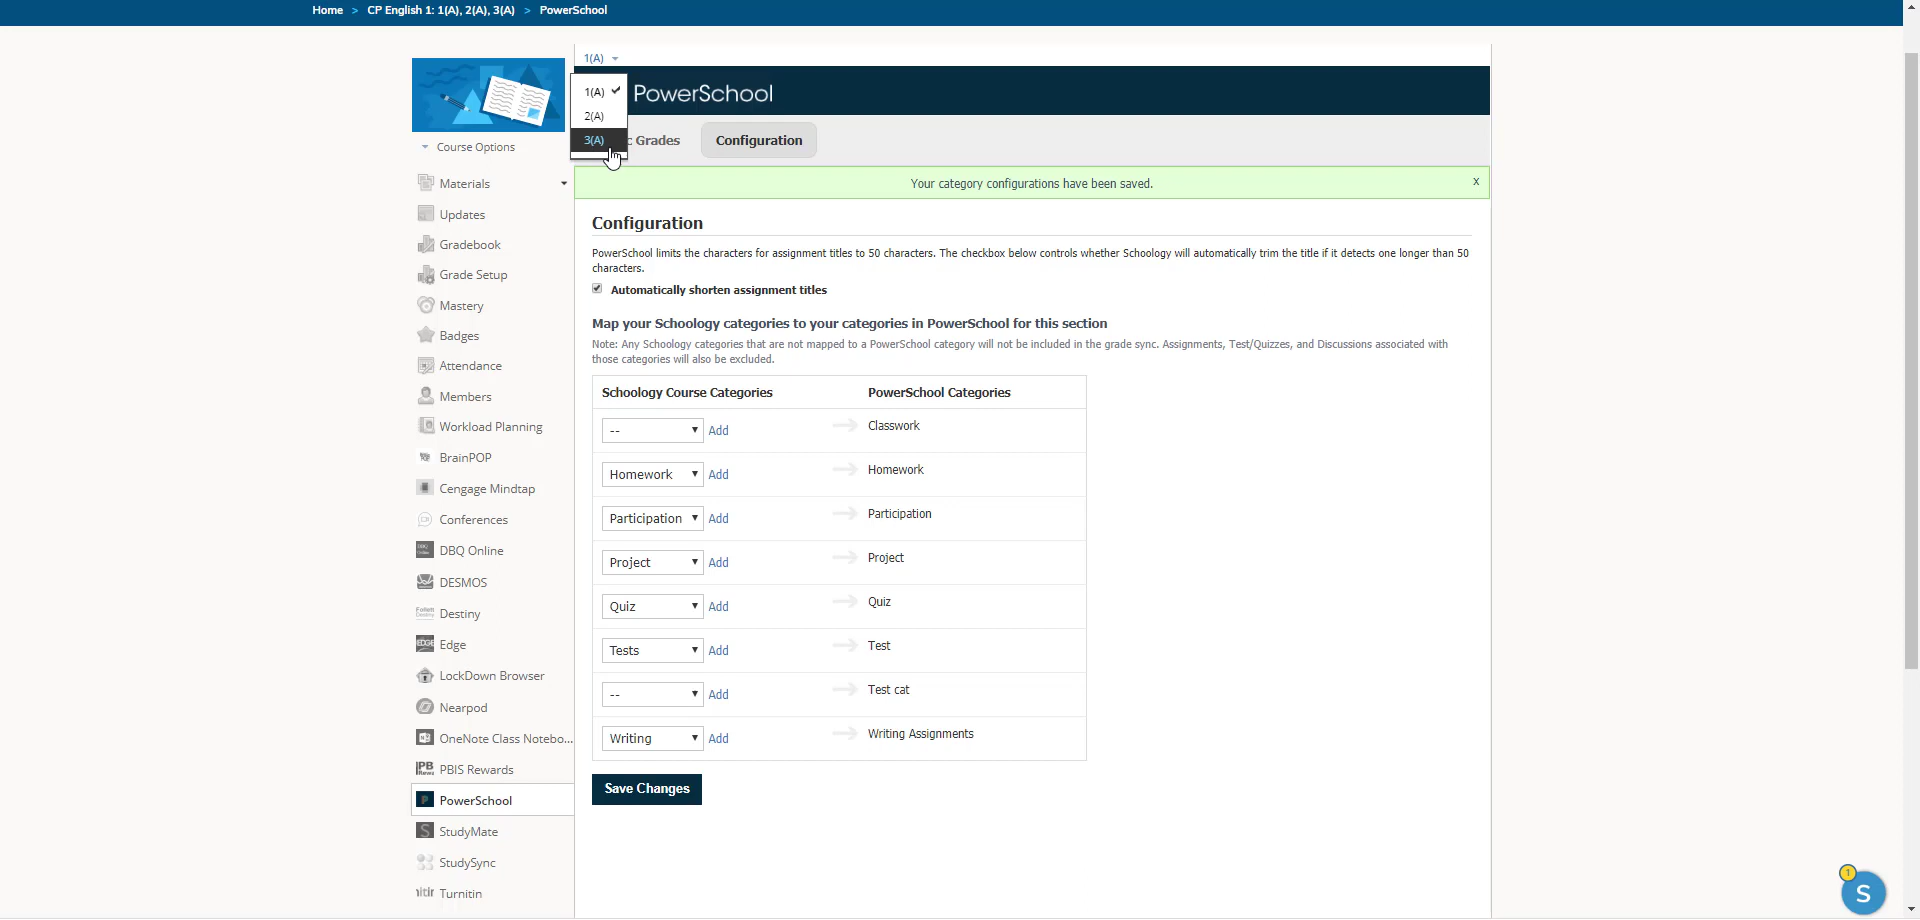 Home > CP English 1: 1(A), 2(A), 3(A) > PowerSchool
1(A)
1(A)
2(A)
3(A)
PowerSchool
c Grades
Configuration
Your category configurations have been saved.
x
Course Options
Materials
Updates
Gradebook
Grade Setup
Mastery
Badges
Attendance
Members
Workload Planning
BrainPOP
Cengage Mindtap
Conferences
DBQ Online
DESMOS
Destiny
Edge
LockDown Browser
Nearpod
OneNote Class Notebo...
PBIS Rewards
PowerSchool
StudyMate
StudySync
Turnitin
Configuration
PowerSchool limits the characters for assignment titles to 50 characters. The checkbox below controls whether Schoology will automatically trim the title if it detects one longer than 50
characters.
Automatically shorten assignment titles
Map your Schoology categories to your categories in PowerSchool for this section
Note: Any Schoology categories that are not mapped to a PowerSchool category will not be included in the grade sync. Assignments, Test/Quizzes, and Discussions associated with
those categories will also be excluded.
Schoology Course Categories PowerSchool Categories
-- Add Classwork
Homework Add Homework
Participation Add Participation
Project Add Project
Quiz Add Quiz
Tests Add Test
-- Add Test cat
Writing Add Writing Assignments
Save Changes
1
S